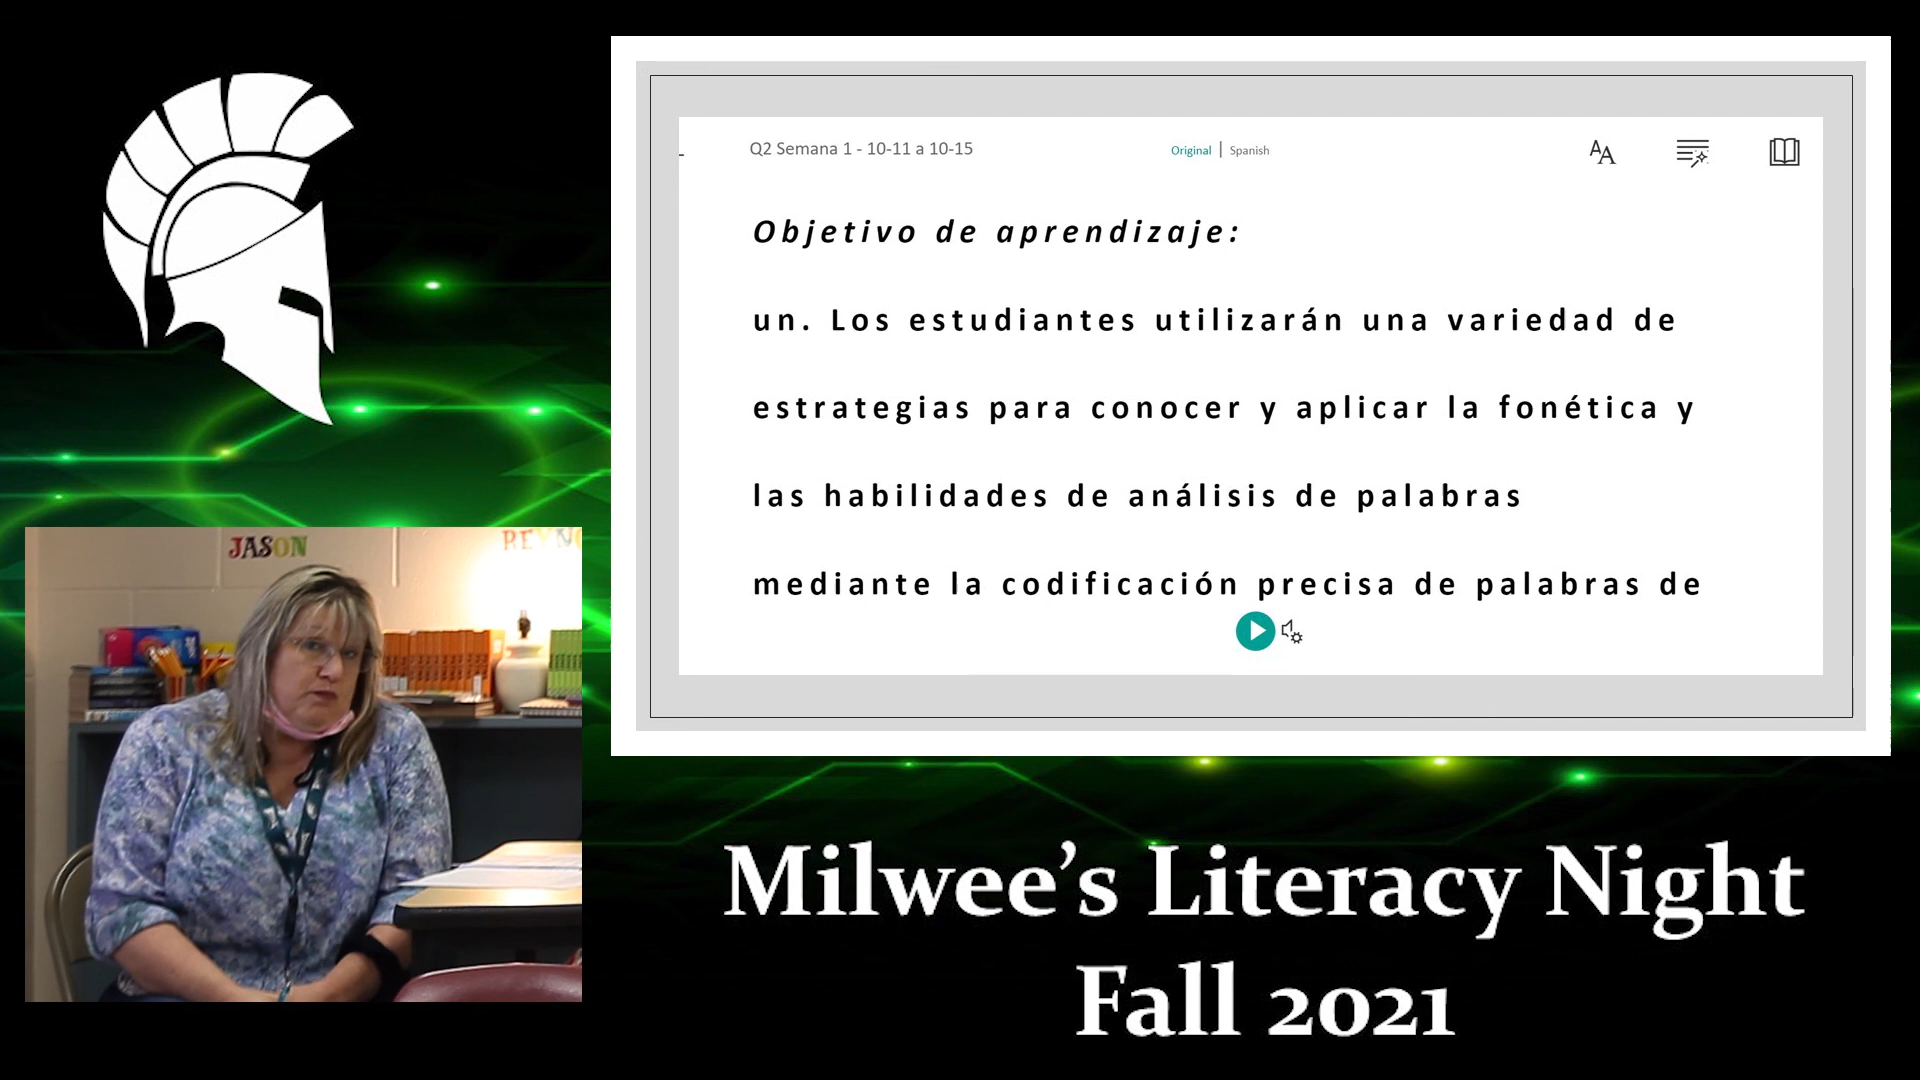 Q2 Semana 1 - 10-11 a 10-15
Original | Spanish
Objetivo de aprendizaje:
un. Los estudiantes utilizarán una variedad de
estrategias para conocer y aplicar la fonética y
las habilidades de análisis de palabras
mediante la codificación precisa de palabras de
JASON
Milwee's Literacy Night
Fall 2021